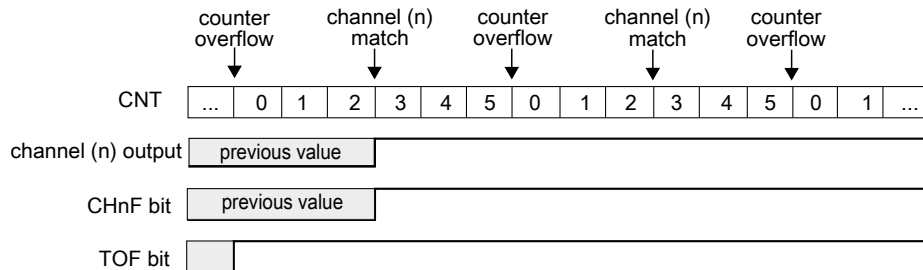 counter overflow
channel (n) match
counter overflow
channel (n) match
counter overflow
CNT ... 0 1 2 3 4 5 0 1 2 3 4 5 0 1 ...
channel (n) output previous value
CHnF bit previous value
TOF bit